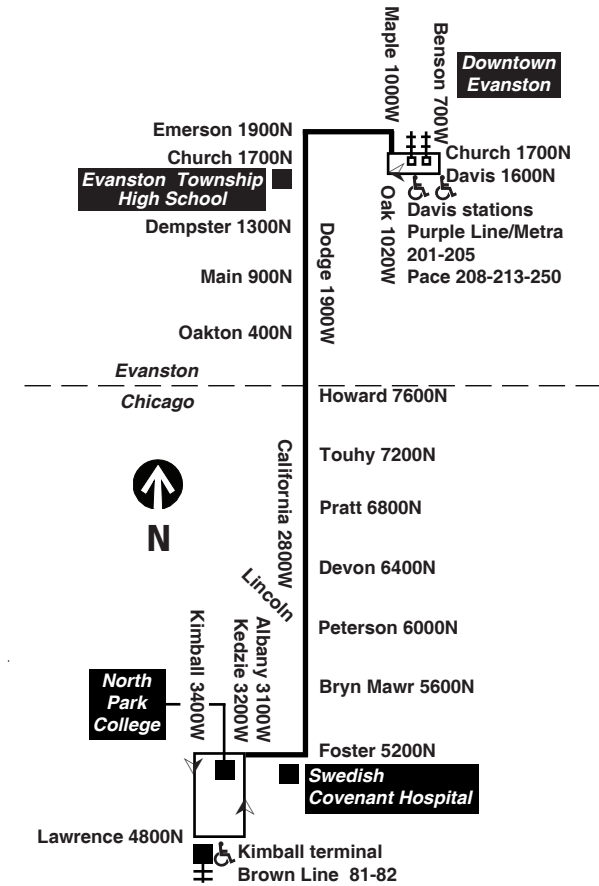 Maple 1000W
Benson 700W
Downtown
Evanston
Emerson 1900N
Church 1700N
Evanston Township
High School
Church 1700N
Davis 1600N
Oak 1020W
Davis stations
Purple Line/Metra
201-205
Pace 208-213-250
Dempster 1300N
Dodge 1900W
Main 900N
Oakton 400N
Evanston
Chicago
Howard 7600N
California 2800W
Touhy 7200N
N
Pratt 6800N
Devon 6400N
Lincoln
Peterson 6000N
Kimball 3400W
Kedzie 3200W
Albany 3100W
North
Park
College
Bryn Mawr 5600N
Foster 5200N
Swedish
Covenant Hospital
Lawrence 4800N
Kimball terminal
Brown Line 81-82